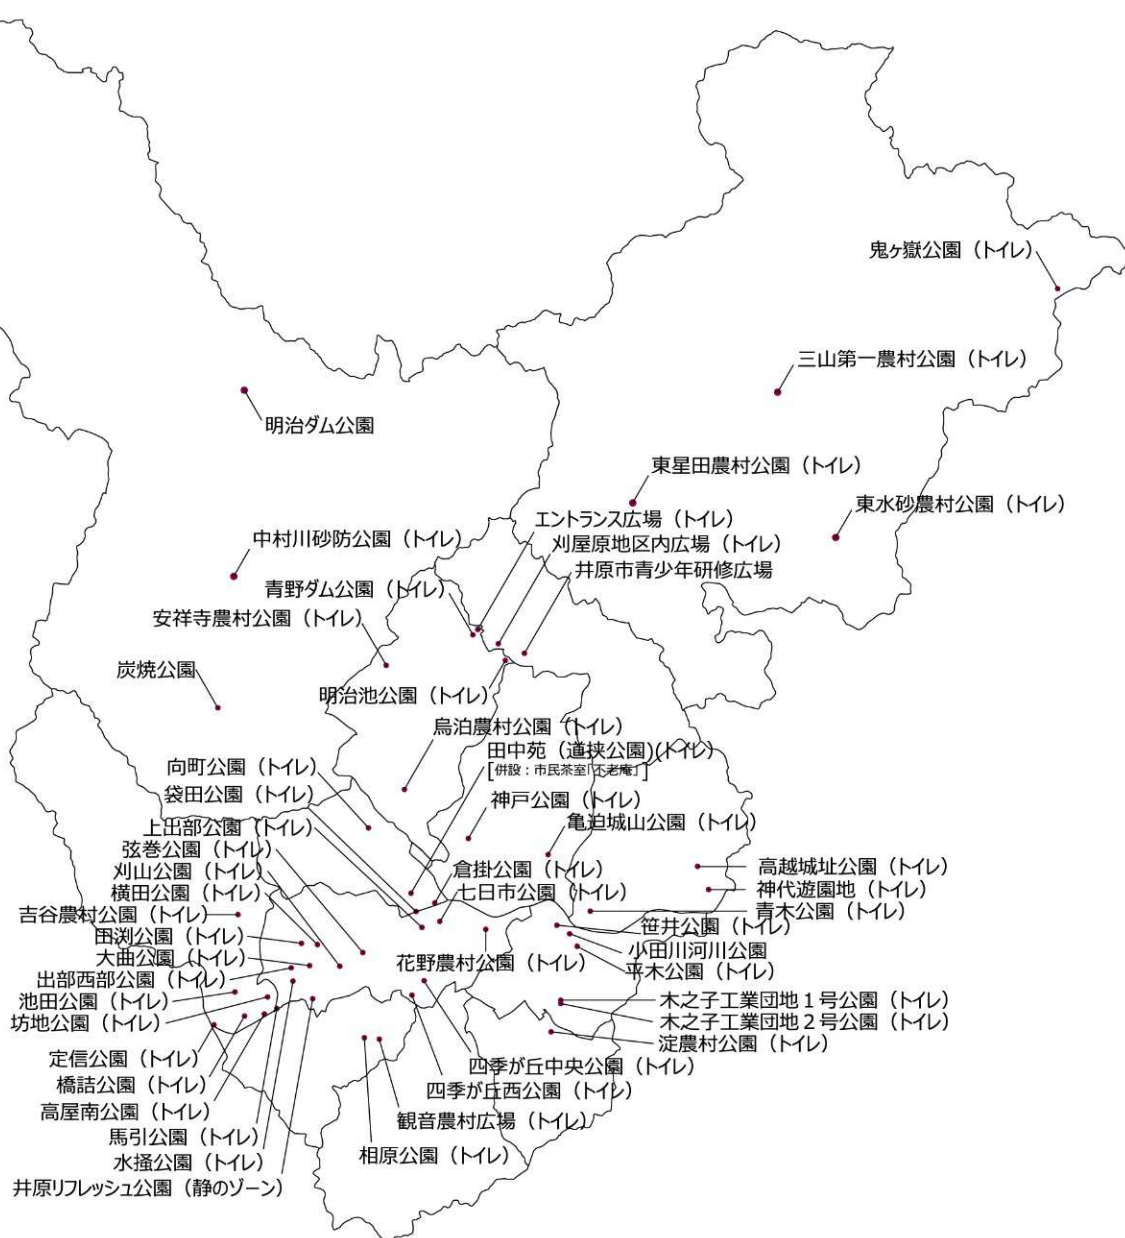 鬼ヶ嶽公園（トイレ）
三山第一農村公園（トイレ）
明治ダム公園
東星田農村公園（トイレ）
東水砂農村公園（トイレ）
エントランス広場（トイレ）
中村川砂防公園（トイレ）
刈屋原地区内広場（トイレ）
井原市青少年研修広場
青野ダム公園（トイレ）
安祥寺農村公園（トイレ）
炭焼公園
明治池公園（トイレ）
烏泊農村公園（トイレ）
田中苑（道挟公園)(トイレ）
[併設：市民茶室｢不老庵｣]
向町公園（トイレ）
袋田公園（トイレ）
神戸公園（トイレ）
上出部公園（トイレ）
亀迫城山公園（トイレ）
弦巻公園（トイレ）
刈山公園（トイレ）
倉掛公園（トイレ）
高越城址公園（トイレ）
横田公園（トイレ）
七日市公園（トイレ）
神代遊園地（トイレ）
吉谷農村公園（トイレ）
青木公園（トイレ）
笹井公園（トイレ）
田渕公園（トイレ）
小田川河川公園
大曲公園（トイレ）
花野農村公園（トイレ）
平木公園（トイレ）
出部西部公園（トイレ）
池田公園（トイレ）
木之子工業団地１号公園（トイレ）
坊地公園（トイレ）
木之子工業団地２号公園（トイレ）
淀農村公園（トイレ）
定信公園（トイレ）
四季が丘中央公園（トイレ）
橋詰公園（トイレ）
四季が丘西公園（トイレ）
高屋南公園（トイレ）
観音農村広場（トイレ）
馬引公園（トイレ）
相原公園（トイレ）
水掻公園（トイレ）
井原リフレッシュ公園（静のゾーン）